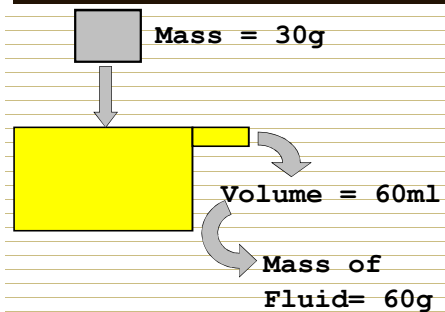 Mass = 30g
Volume = 60ml
Mass of
Fluid= 60g